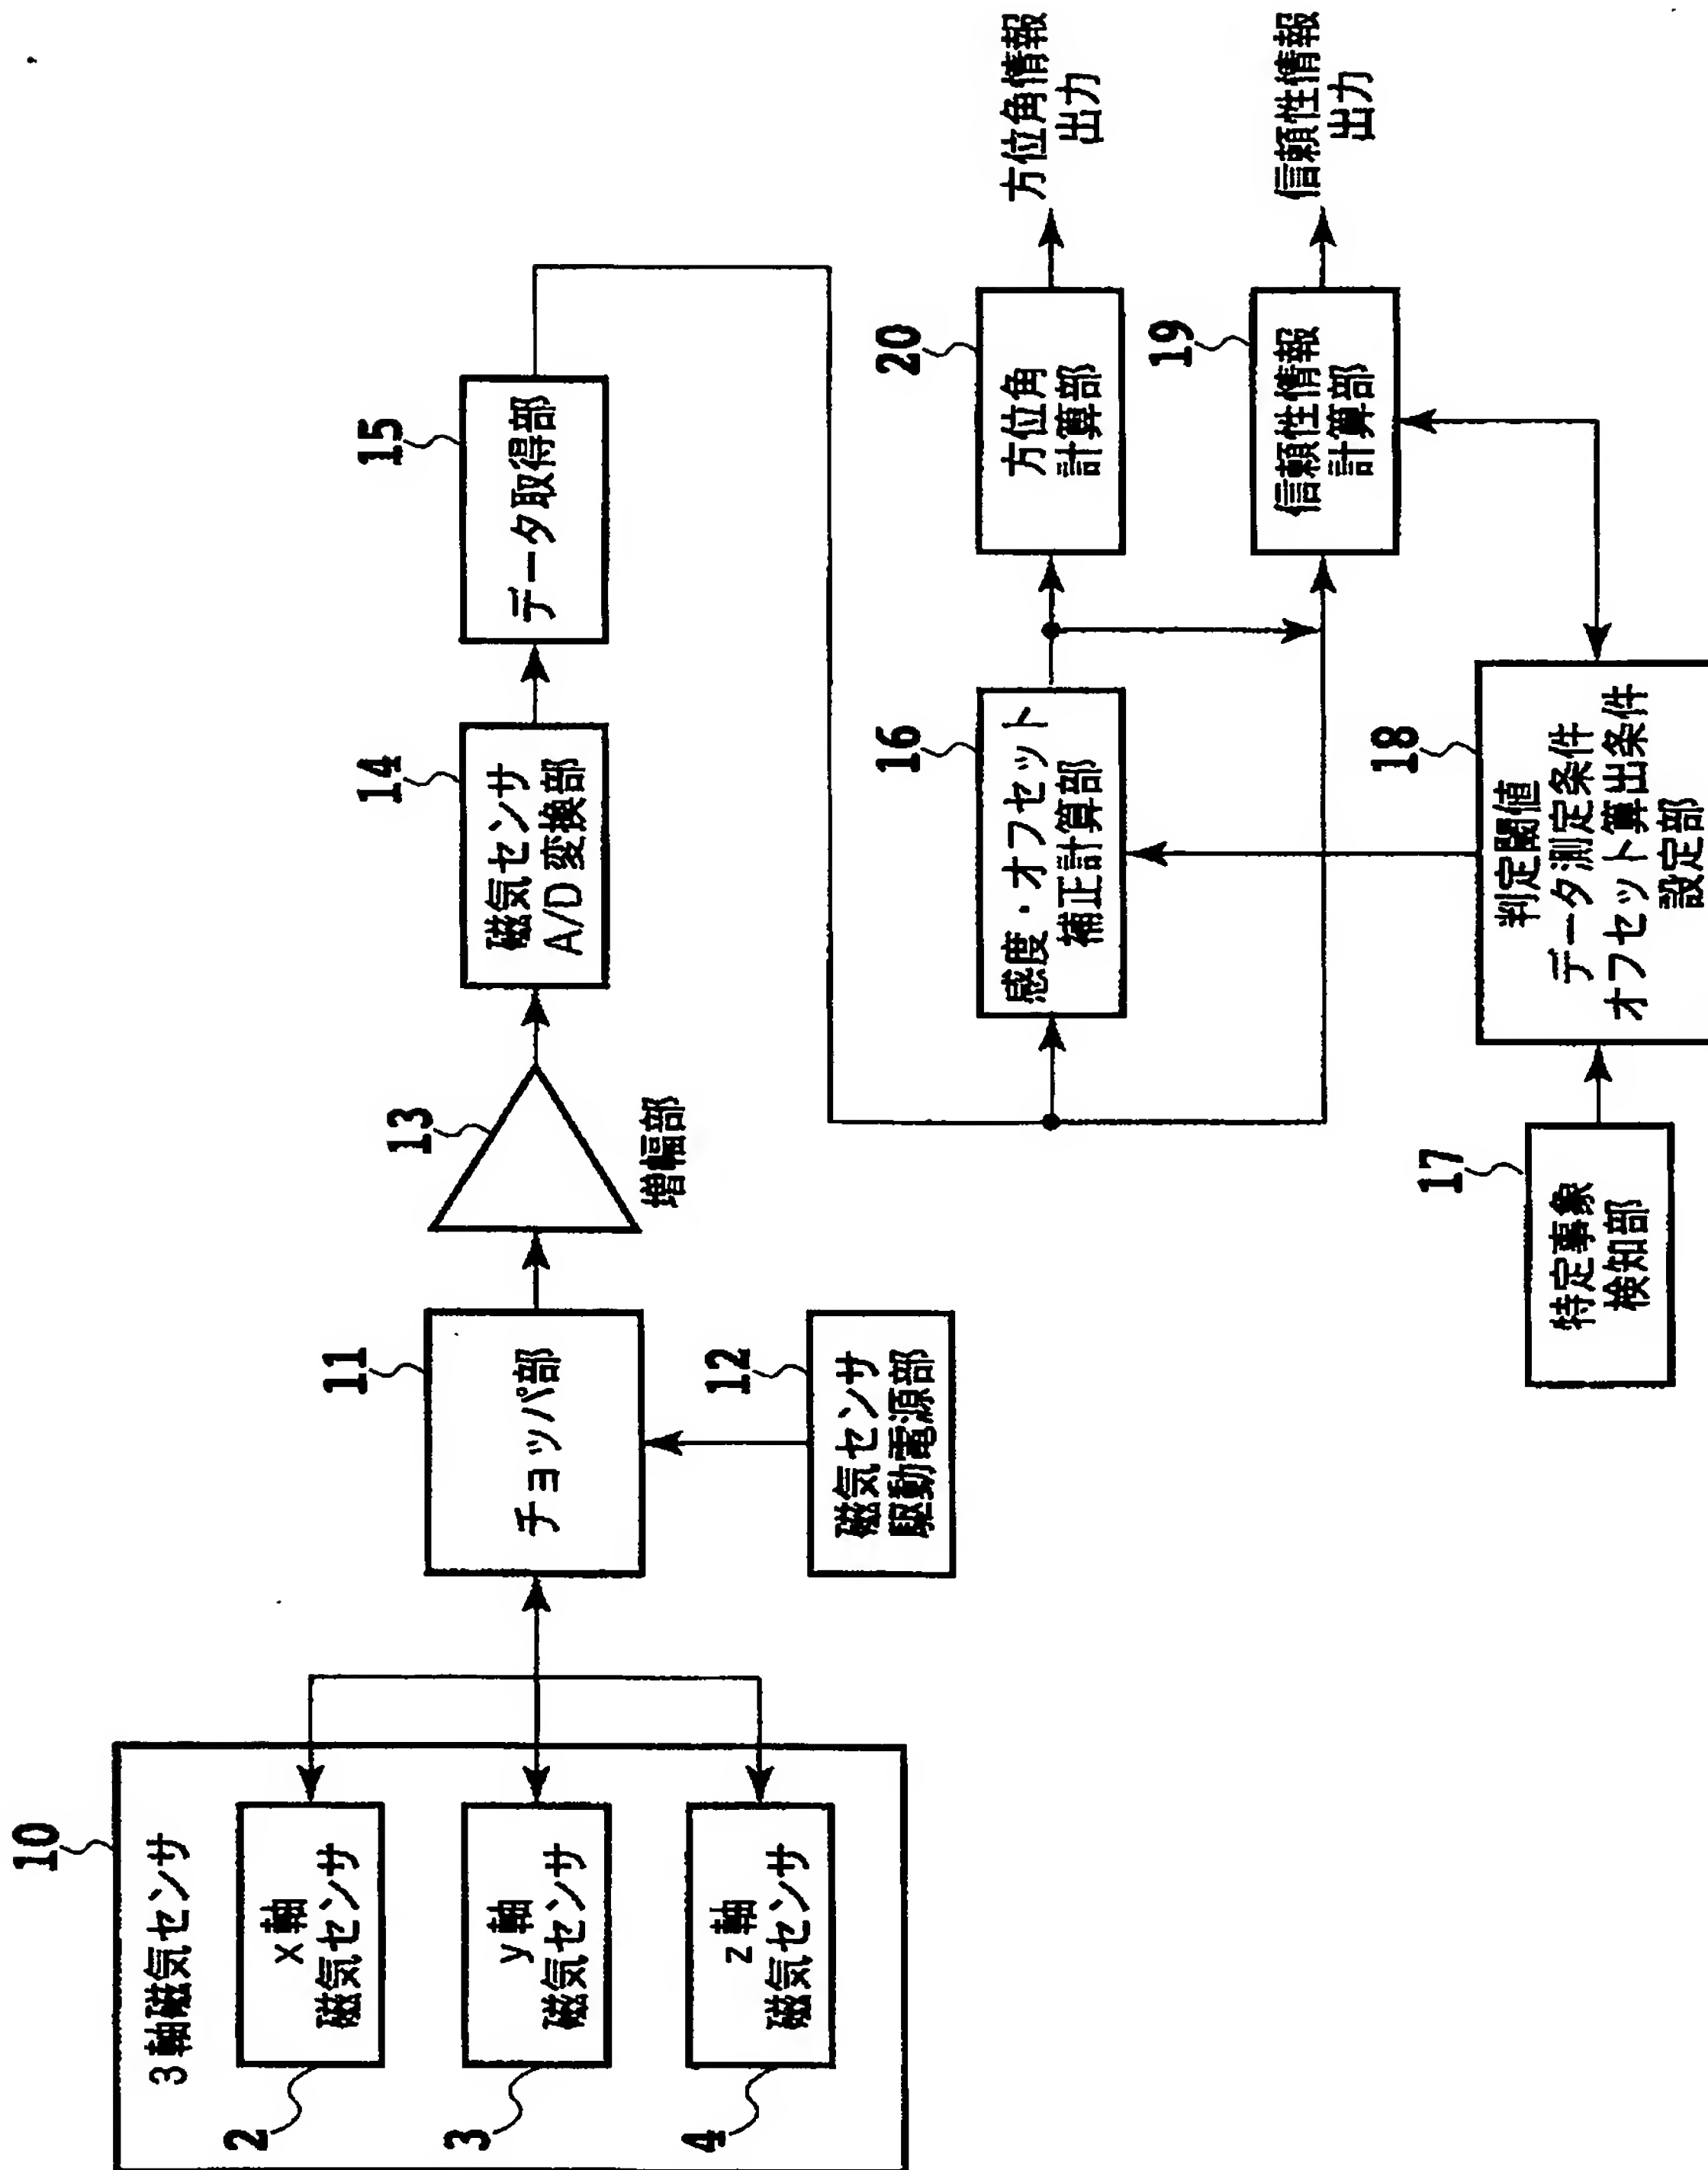 10
3軸磁気センサ
2
x軸
磁気センサ
3
y軸
磁気センサ
4
z軸
磁気センサ
11
チョッパ部
12
磁気センサ
駆動電源部
13
増幅部
14
磁気センサ
A/D変換部
15
データ取得部
16
感度・オフセット
補正計算部
17
特定事象
検知部
18
判定閾値
データ測定条件
オフセット算出条件
設定部
20
方位角
計算部
方位角情報
出力
19
信頼性情報
計算部
信頼性情報
出力